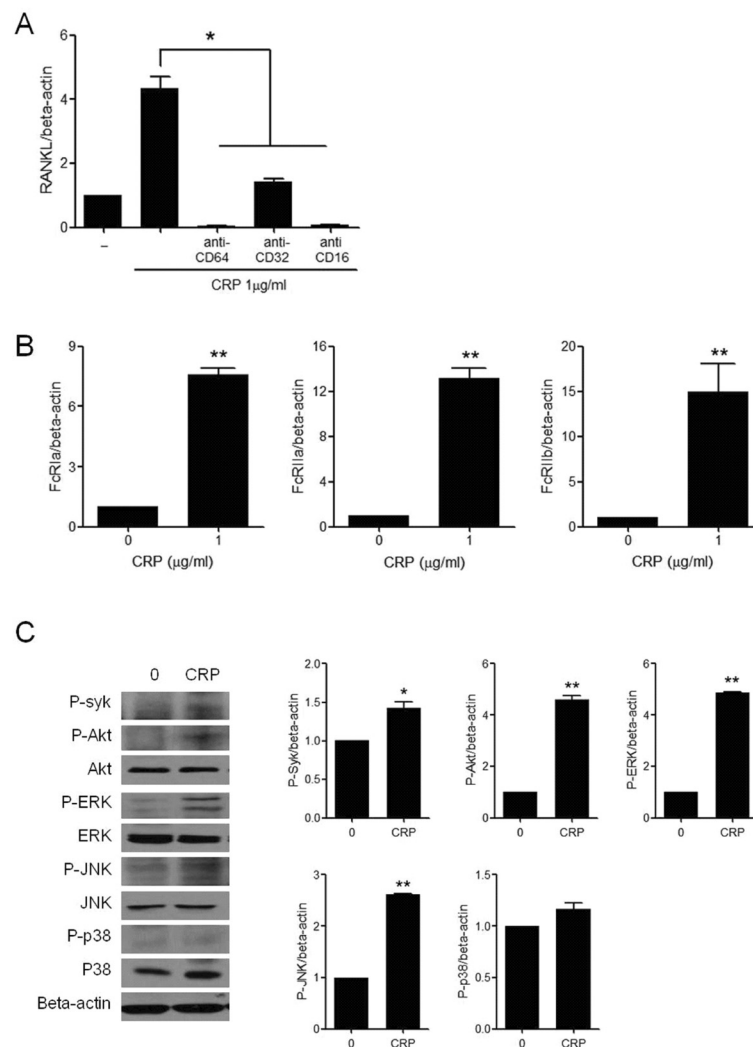 A
RANKL/beta-actin
6
4
2
0
*
–
anti-
CD64
anti-
CD32
anti
CD16
CRP 1μg/ml
B
FcRIa/beta-actin
9
6
3
0
**
0
1
CRP (μg/ml)
FcRIIa/beta-actin
16
12
8
4
0
**
0
1
CRP (μg/ml)
FcRIIb/beta-actin
20
15
10
5
0
**
0
1
CRP (μg/ml)
C
0 CRP
P-syk
P-Akt
Akt
P-ERK
ERK
P-JNK
JNK
P-p38
P38
Beta-actin
P-Syk/beta-actin
2.0
1.5
1.0
0.5
0.0
*
0
CRP
P-Akt/beta-actin
6
4
2
0
**
0
CRP
P-ERK/beta-actin
6
4
2
0
**
0
CRP
P-JNK/beta-actin
3
2
1
0
**
0
CRP
P-p38/beta-actin
1.5
1.0
0.5
0.0
0
CRP